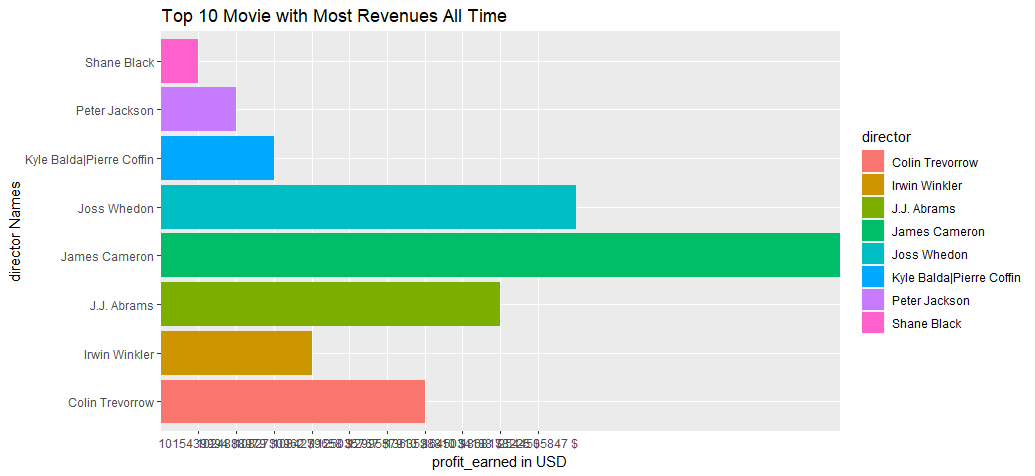 Top 10 Movie with Most Revenues All Time
director Names
Shane Black
Peter Jackson
Kyle Balda|Pierre Coffin
Joss Whedon
James Cameron
J.J. Abrams
Irwin Winkler
Colin Trevorrow
profit_earned in USD
director
Colin Trevorrow
Irwin Winkler
J.J. Abrams
James Cameron
Joss Whedon
Kyle Balda|Pierre Coffin
Peter Jackson
Shane Black